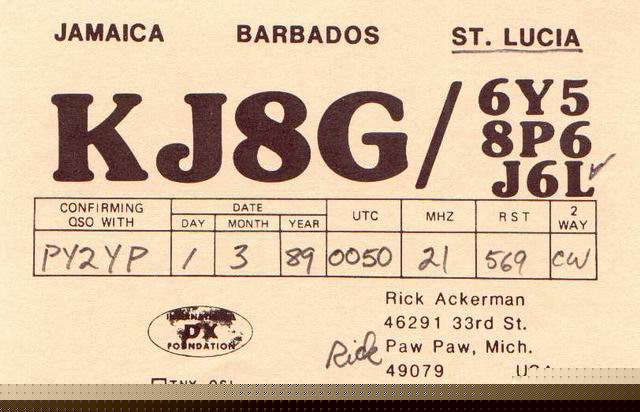 JAMAICA BARBADOS ST. LUCIA
KJ8G/ 6Y5
8P6
J6L
CONFIRMING QSO WITH DATE DAY MONTH YEAR UTC MHZ RST 2 WAY
PY2YP 1 3 89 0050 21 569 CW
INTERNATIONAL
DX
FOUNDATION
Rick Ackerman
46291 33rd St.
Rick Paw Paw, Mich.
49079